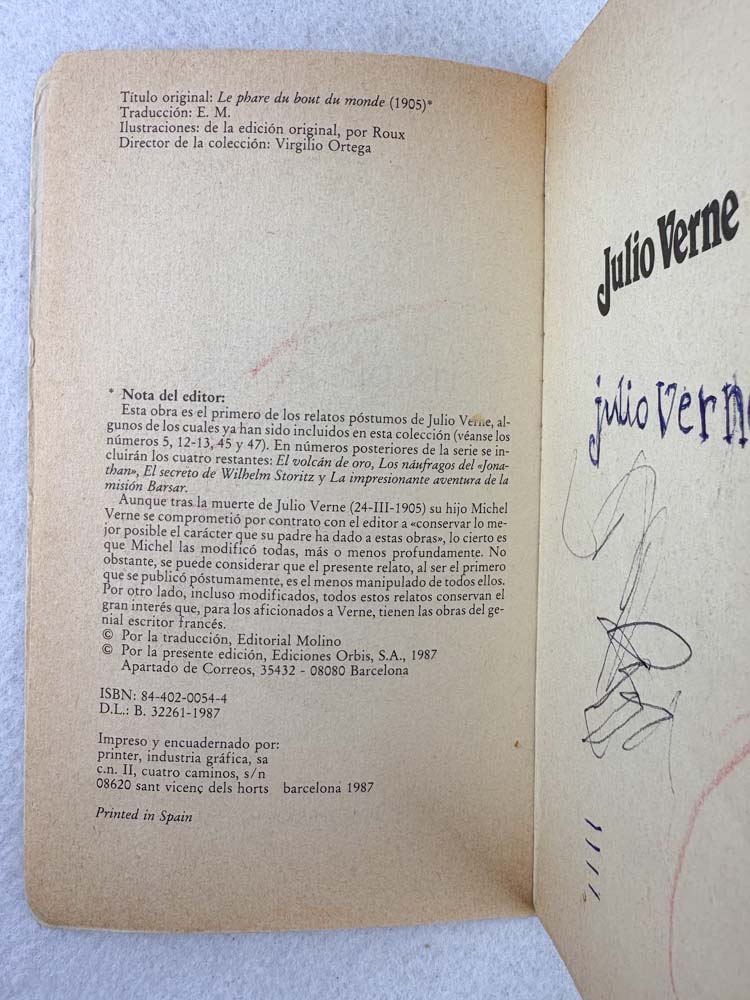 Título original: Le phare du bout du monde (1905)*
Traducción: E. M.
Ilustraciones: de la edición original, por Roux
Director de la colección: Virgilio Ortega
* Nota del editor:
Esta obra es el primero de los relatos póstumos de Julio Verne, al-
gunos de los cuales ya han sido incluidos en esta colección (véanse los
números 5, 12-13, 45 y 47). En números posteriores de la serie se in-
cluirán los cuatro restantes: El volcán de oro, Los náufragos del «Jona-
than», El secreto de Wilhelm Storitz y La impresionante aventura de la
misión Barsar.
Aunque tras la muerte de Julio Verne (24-III-1905) su hijo Michel
Verne se comprometió por contrato con el editor a «conservar lo me-
jor posible el carácter que su padre ha dado a estas obras», lo cierto es
que Michel las modificó todas, más o menos profundamente. No
obstante, se puede considerar que el presente relato, al ser el primero
que se publicó póstumamente, es el menos manipulado de todos ellos.
Por otro lado, incluso modificados, todos estos relatos conservan el
gran interés que, para los aficionados a Verne, tienen las obras del ge-
nial escritor francés.
© Por la traducción, Editorial Molino
© Por la presente edición, Ediciones Orbis, S.A., 1987
Apartado de Correos, 35432 - 08080 Barcelona
ISBN: 84-402-0054-4
D.L.: B. 32261-1987
Impreso y encuadernado por:
printer, industria gráfica, sa
c.n. II, cuatro caminos, s/n
08620 sant vicenç dels horts barcelona 1987
Printed in Spain
Julio Verne
julio Verne